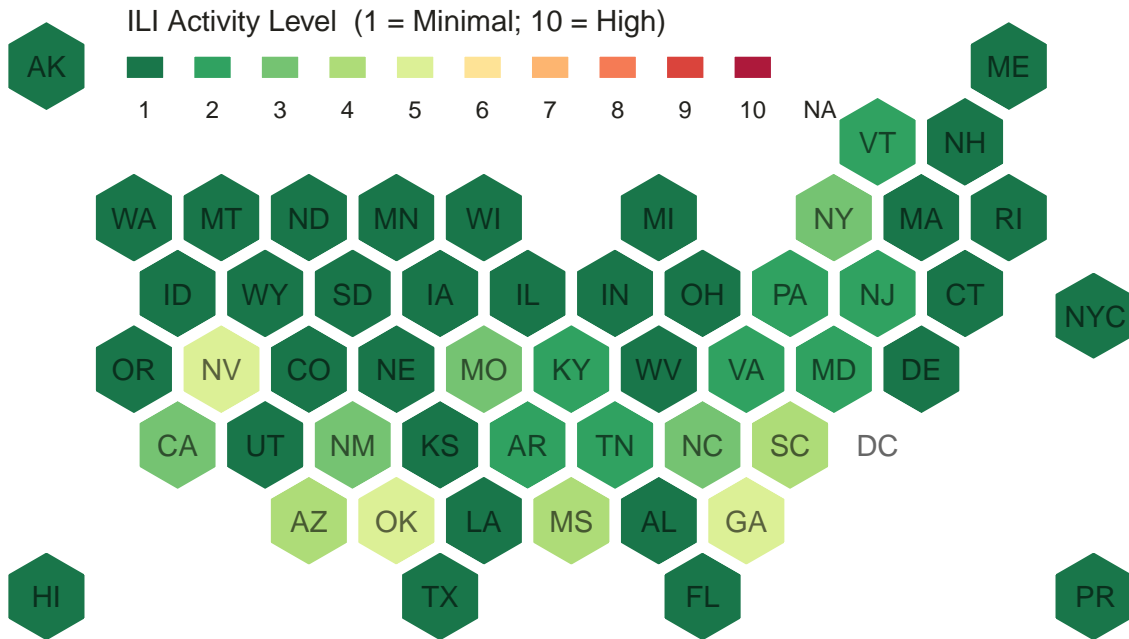 ILI Activity Level (1 = Minimal; 10 = High)
AK
ME
1 2 3 4 5 6 7 8 9 10 NA
VT NH
WA MT ND MN WI MI NY MA RI
ID WY SD IA IL IN OH PA NJ CT
NYC
OR NV CO NE MO KY WV VA MD DE
CA UT NM KS AR TN NC SC DC
AZ OK LA MS AL GA
HI TX FL PR